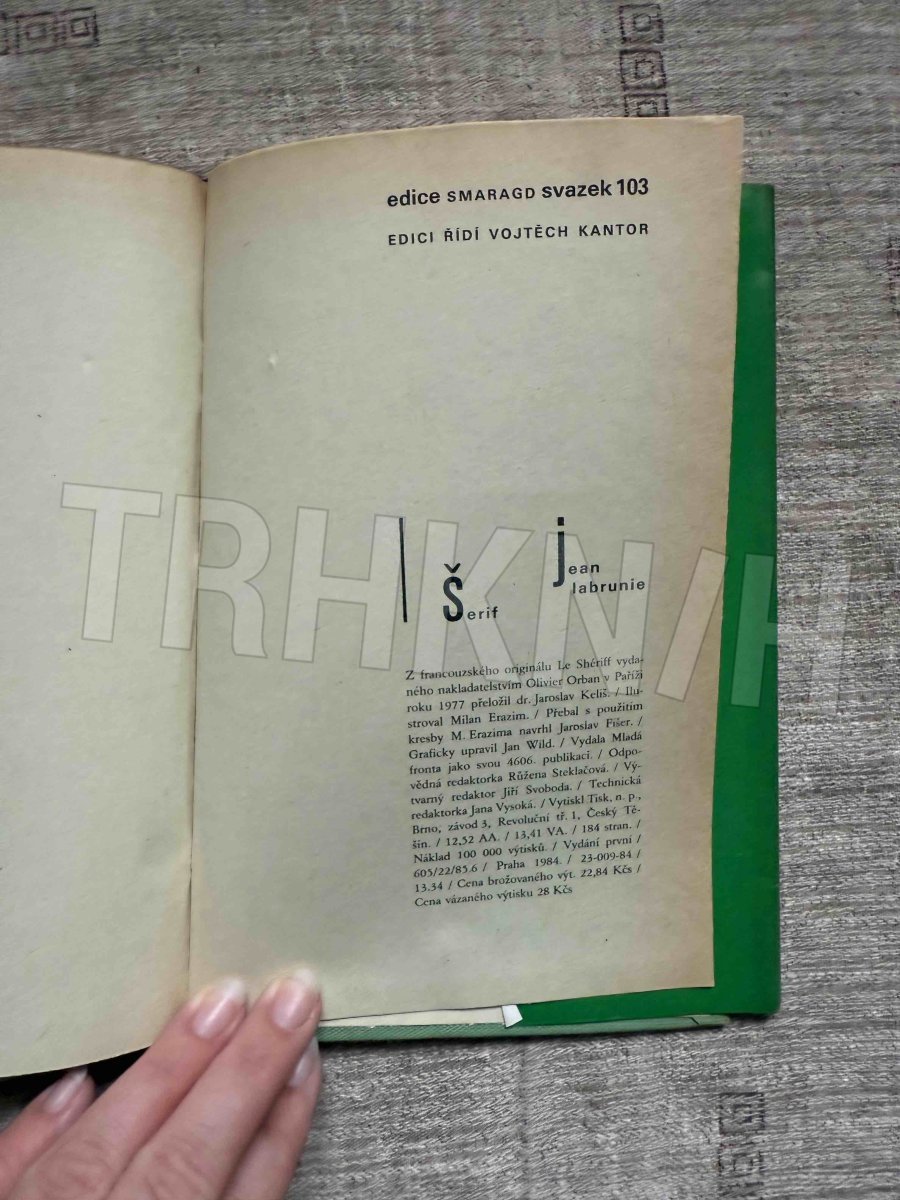 edice SMARAGD svazek 103
EDICI ŘÍDÍ VOJTĚCH KANTOR
jean
labrunie
Šerif
Z francouzského originálu Le Shériff vyda-
ného nakladatelstvím Olivier Orban v Paříži
roku 1977 přeložil dr. Jaroslav Keliš. / Ilu-
stroval Milan Erazim. / Přebal s použitím
kresby M. Erazima navrhl Jaroslav Fišer. /
Graficky upravil Jan Wild. / Vydala Mladá
fronta jako svou 4606. publikaci. / Odpo-
vědná redaktorka Růžena Steklačová. / Vý-
tvarný redaktor Jiří Svoboda. / Technická
redaktorka Jana Vysoká. / Vytiskl Tisk, n. p.,
Brno, závod 3, Revoluční tř. 1, Český Tě-
šín. / 12,52 AA. / 13,41 VA. / 184 stran. /
Náklad 100 000 výtisků. / Vydání první /
605/22/85.6 / Praha 1984. / 23-009-84 /
13.34 / Cena brožovaného výt. 22,84 Kčs /
Cena vázaného výtisku 28 Kčs
TRHKNIH